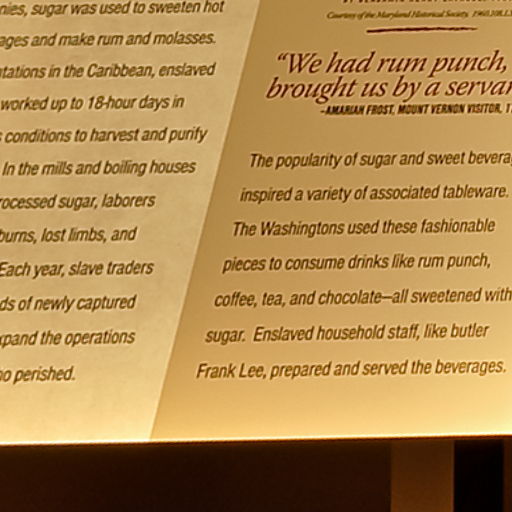 nies, sugar was used to sweeten hot
ages and make rum and molasses.
tations in the Caribbean, enslaved
worked up to 18-hour days in
conditions to harvest and purify
In the mills and boiling houses
rocessed sugar, laborers
burns, lost limbs, and
Each year, slave traders
ds of newly captured
xpand the operations
ho perished.
Courtesy of the Maryland Historical Society
"We had rum punch,
brought us by a servan
–AMARIAH FROST, MOUNT VERNON VISITOR,
The popularity of sugar and sweet bevera
inspired a variety of associated tableware.
The Washingtons used these fashionable
pieces to consume drinks like rum punch,
coffee, tea, and chocolate—all sweetened with
sugar. Enslaved household staff, like butler
Frank Lee, prepared and served the beverages.